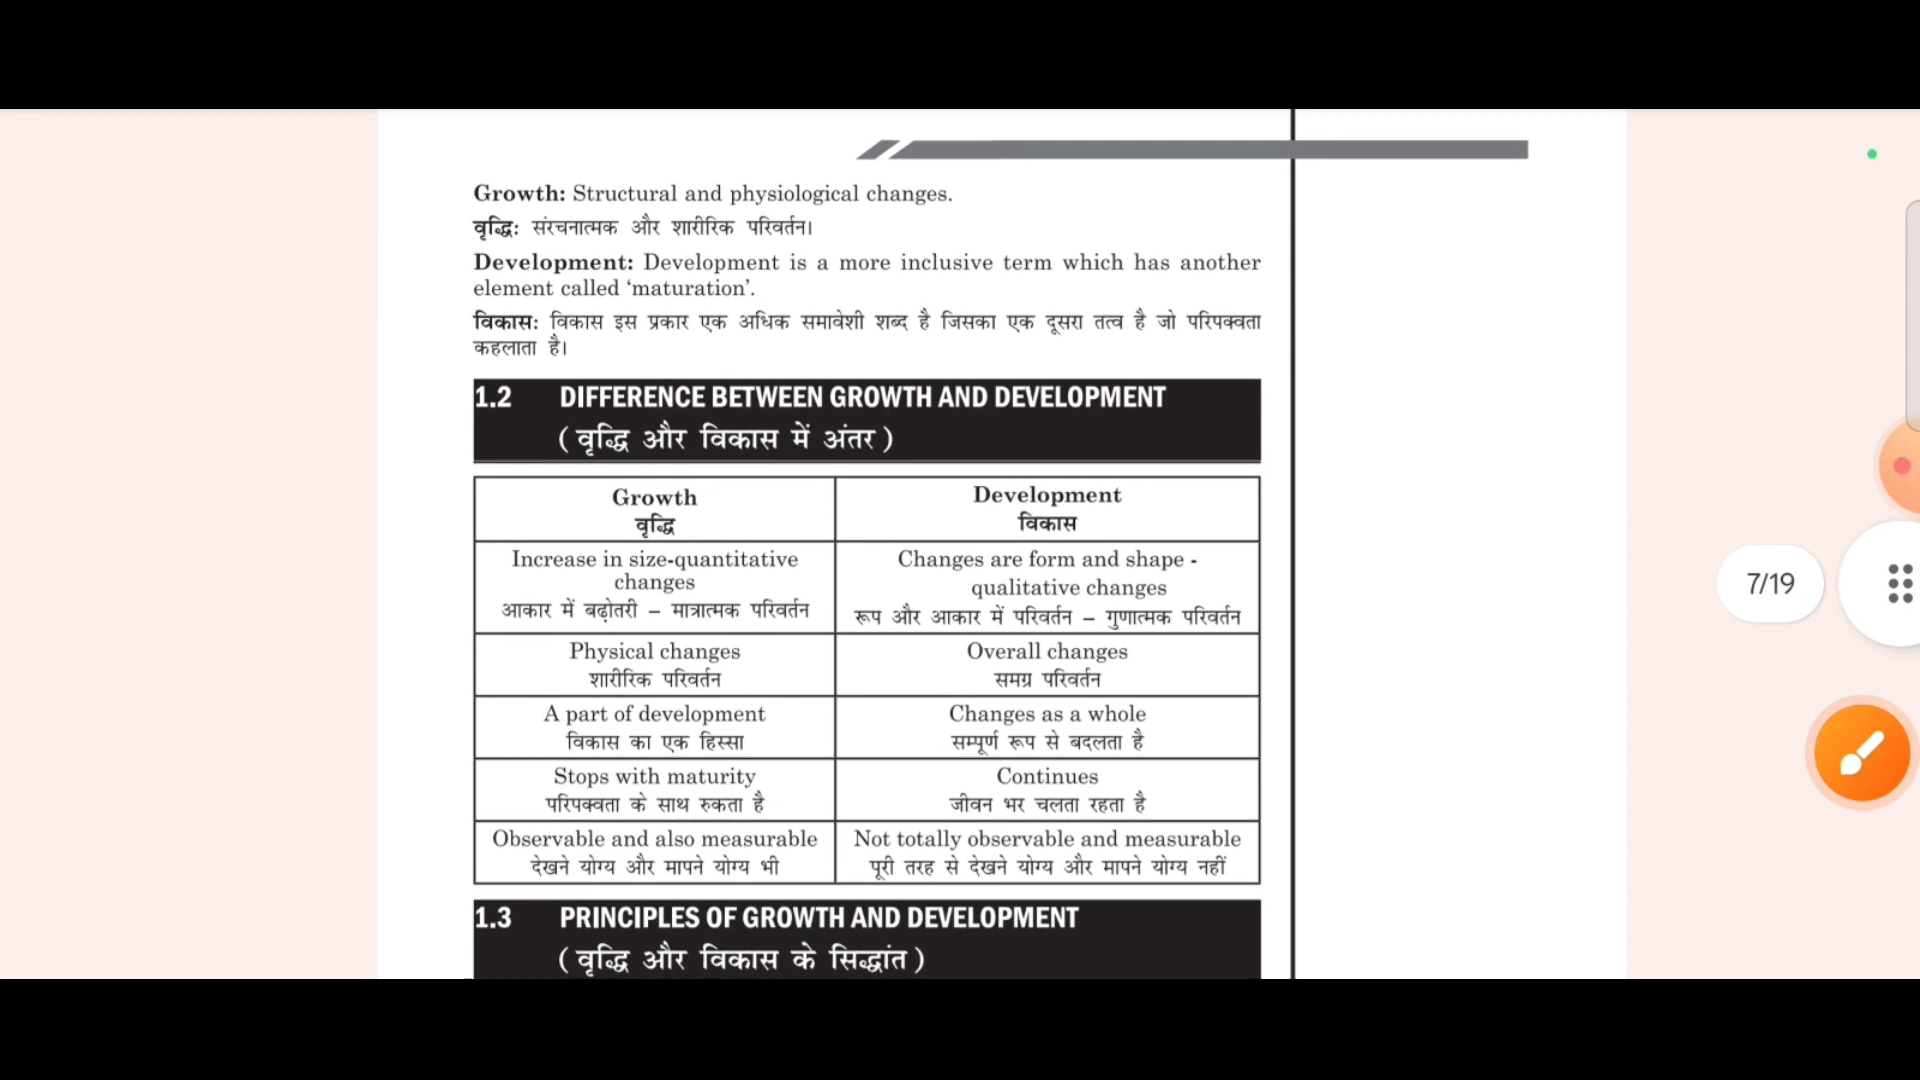 Growth: Structural and physiological changes.
वृद्धि: संरचनात्मक और शारीरिक परिवर्तन।
Development: Development is a more inclusive term which has another
element called ‘maturation’.
विकास: विकास इस प्रकार एक अधिक समावेशी शब्द है जिसका एक दूसरा तत्व है जो परिपक्वता
कहलाता है।
1.2 DIFFERENCE BETWEEN GROWTH AND DEVELOPMENT
( वृद्धि और विकास में अंतर )
Growth
वृद्धि
Development
विकास
Increase in size-quantitative
changes
आकार में बढ़ोतरी – मात्रात्मक परिवर्तन
Changes are form and shape -
qualitative changes
रूप और आकार में परिवर्तन – गुणात्मक परिवर्तन
Physical changes
शारीरिक परिवर्तन
Overall changes
समग्र परिवर्तन
A part of development
विकास का एक हिस्सा
Changes as a whole
सम्पूर्ण रूप से बदलता है
Stops with maturity
परिपक्वता के साथ रुकता है
Continues
जीवन भर चलता रहता है
Observable and also measurable
देखने योग्य और मापने योग्य भी
Not totally observable and measurable
पूरी तरह से देखने योग्य और मापने योग्य नहीं
1.3 PRINCIPLES OF GROWTH AND DEVELOPMENT
( वृद्धि और विकास के सिद्धांत )
7/19